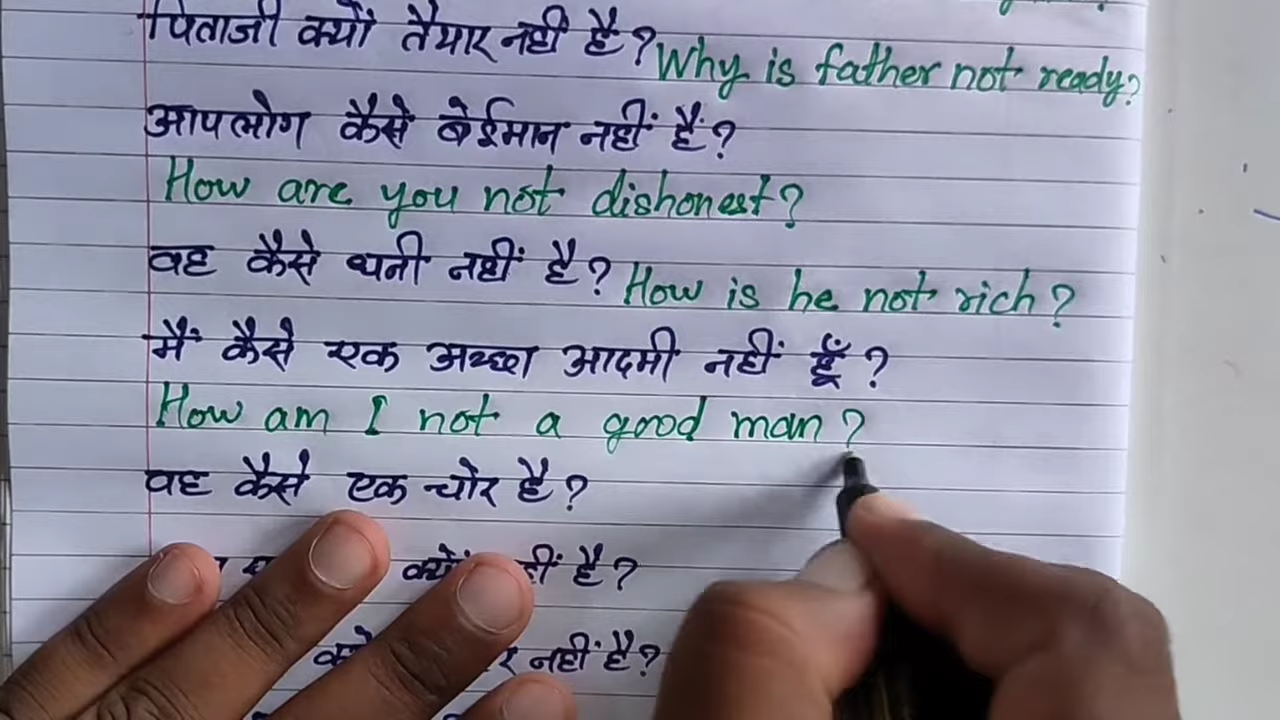 पिताजी क्यों तैयार नहीं है? Why is father not ready?
आपलोग कैसे बेईमान नहीं हैं?
How are you not dishonest?
वह कैसे धनी नहीं है? How is he not rich?
मैं कैसे एक अच्छा आदमी नहीं हूँ?
How am I not a good man?
वह कैसे एक चोर है?
क्यों है?
नहीं है?